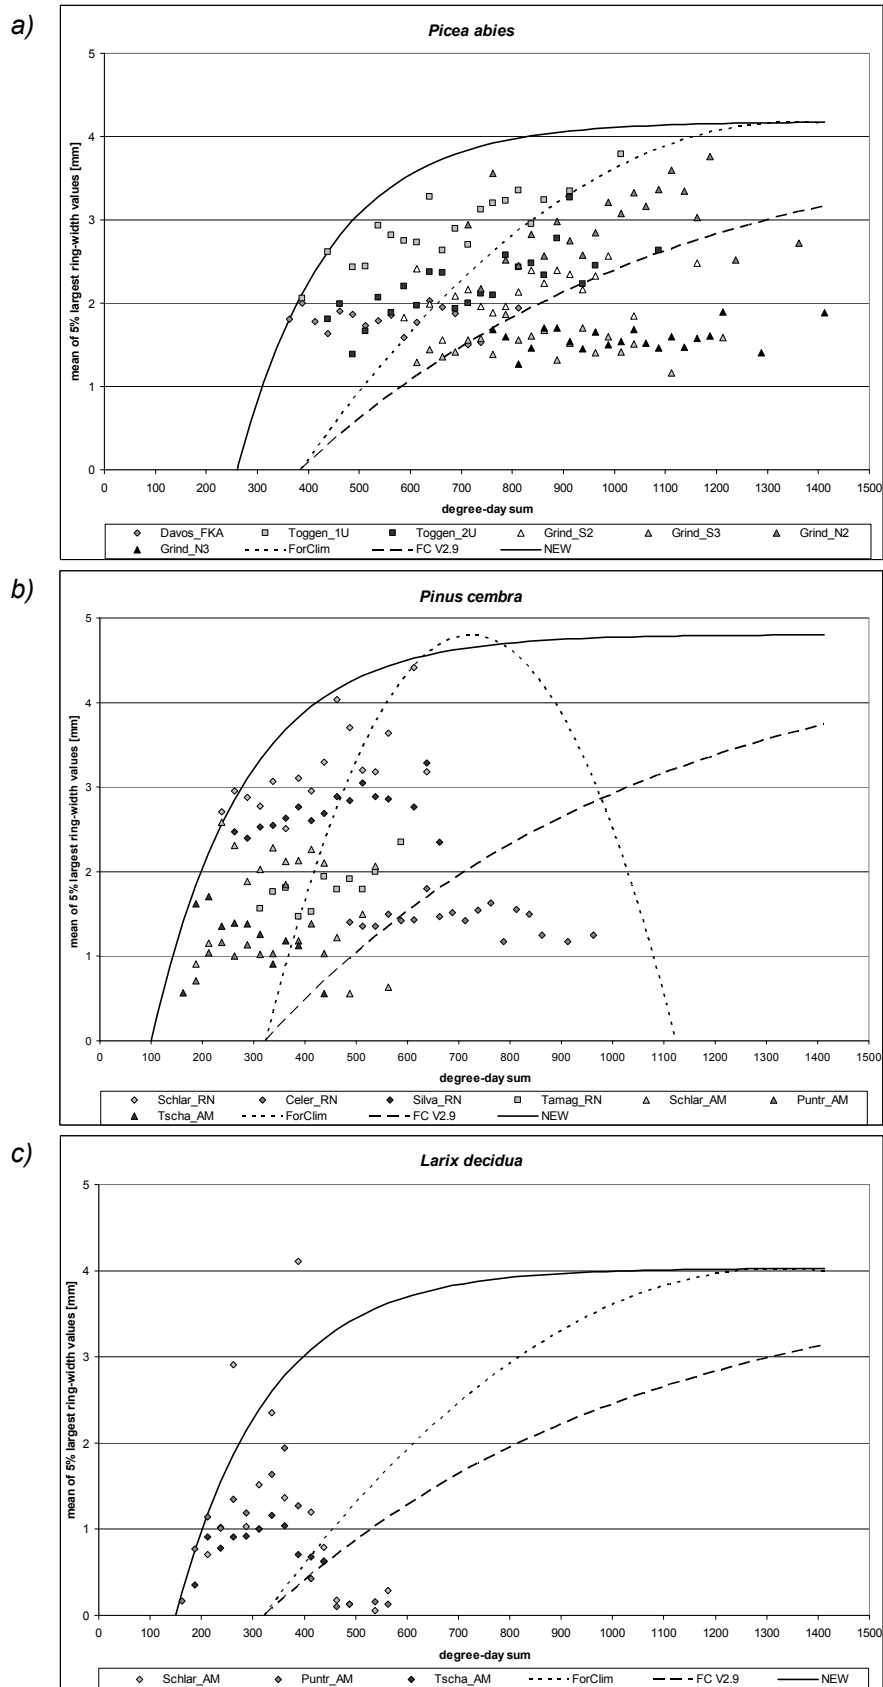 a)
Picea abies
5
4
3
2
1
0
mean of 5% largest ring-width values [mm]
0 100 200 300 400 500 600 700 800 900 1000 1100 1200 1300 1400 1500
degree-day sum
Davos_FKA Toggen_1U Toggen_2U Grind_S2 Grind_S3 Grind_N2
Grind_N3 ForClim FC V2.9 NEW
b)
Pinus cembra
5
4
3
2
1
0
mean of 5% largest ring-width values [mm]
0 100 200 300 400 500 600 700 800 900 1000 1100 1200 1300 1400 1500
degree-day sum
Schlar_RN Celer_RN Silva_RN Tamag_RN Schlar_AM Puntr_AM
Tscha_AM ForClim FC V2.9 NEW
c)
Larix decidua
5
4
3
2
1
0
mean of 5% largest ring-width values [mm]
0 100 200 300 400 500 600 700 800 900 1000 1100 1200 1300 1400 1500
degree-day sum
Schlar_AM Puntr_AM Tscha_AM ForClim FC V2.9 NEW